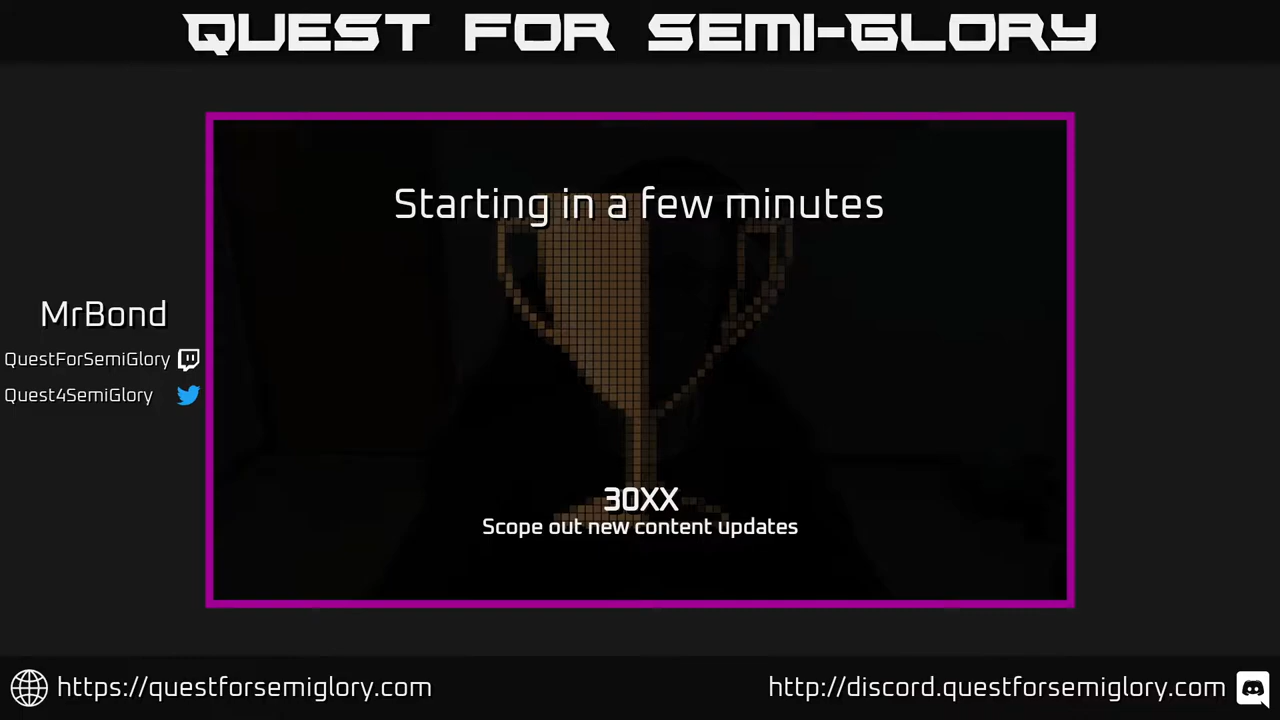 QUEST FOR SEMI-GLORY
Starting in a few minutes
MrBond
QuestForSemiGlory
Quest4SemiGlory
30XX
Scope out new content updates
https://questforsemiglory.com
http://discord.questforsemiglory.com